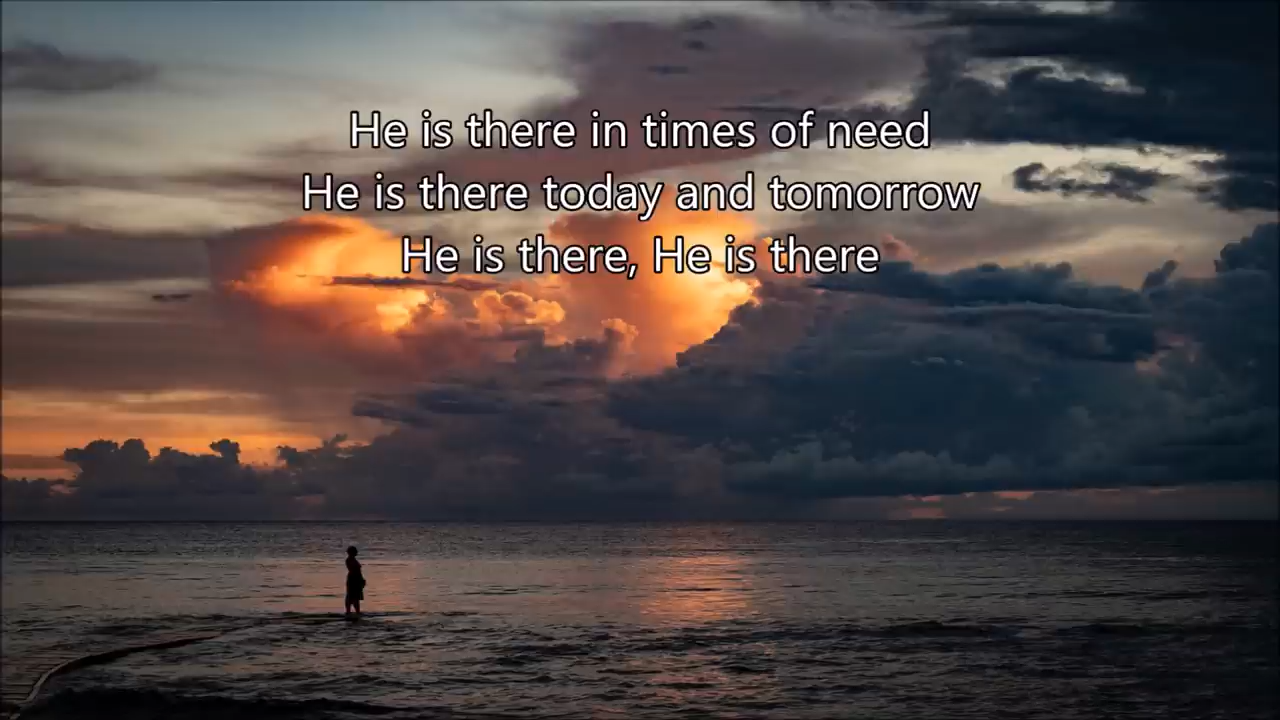 He is there in times of need
He is there today and tomorrow
He is there, He is there